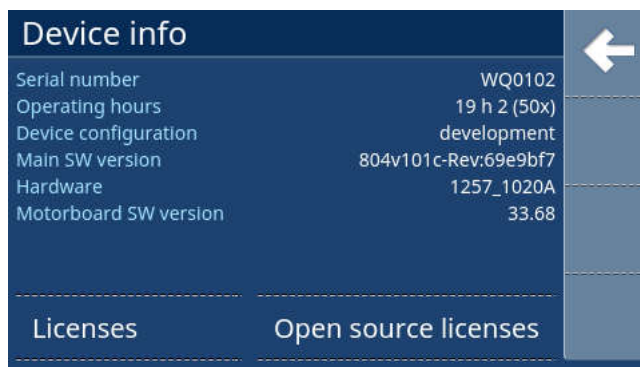 Device info
Serial number WQ0102
Operating hours 19 h 2 (50x)
Device configuration development
Main SW version 804v101c-Rev:69e9bf7
Hardware 1257_1020A
Motorboard SW version 33.68
Licenses Open source licenses